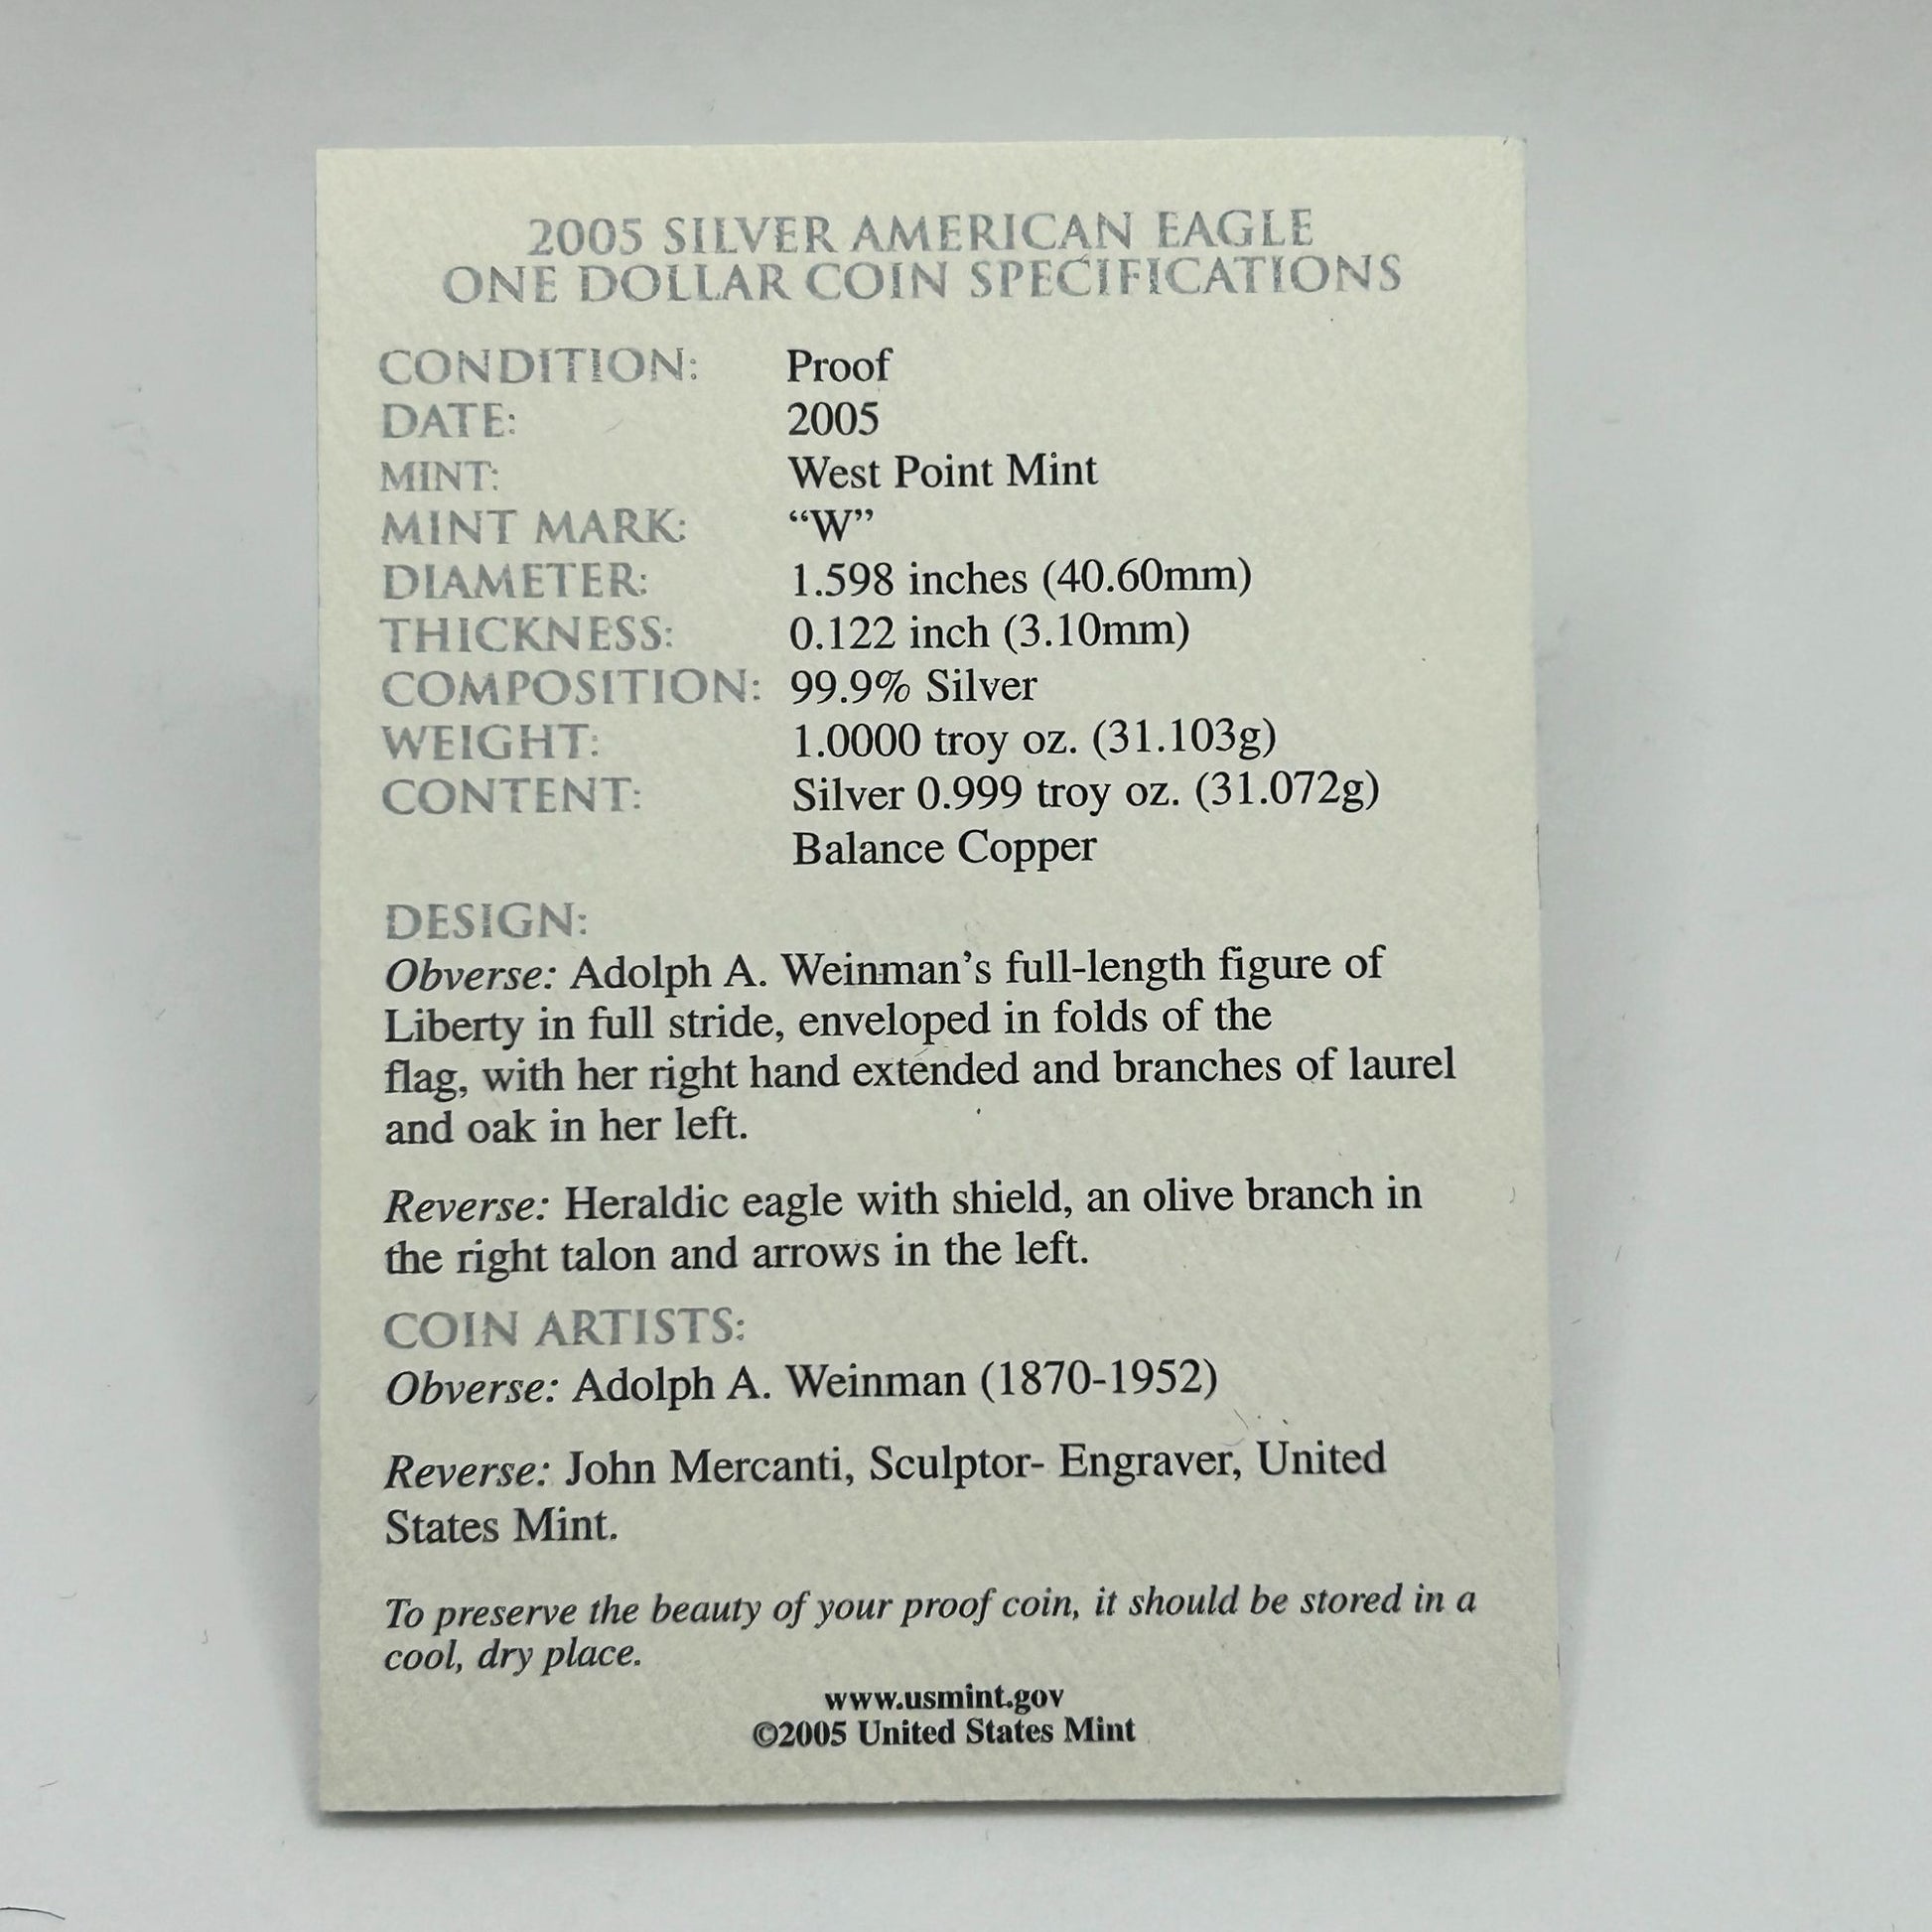 2005 SILVER AMERICAN EAGLE
ONE DOLLAR COIN SPECIFICATIONS
CONDITION: Proof
DATE: 2005
MINT: West Point Mint
MINT MARK: “W”
DIAMETER: 1.598 inches (40.60mm)
THICKNESS: 0.122 inch (3.10mm)
COMPOSITION: 99.9% Silver
WEIGHT: 1.0000 troy oz. (31.103g)
CONTENT: Silver 0.999 troy oz. (31.072g)
Balance Copper
DESIGN:
Obverse: Adolph A. Weinman’s full-length figure of
Liberty in full stride, enveloped in folds of the
flag, with her right hand extended and branches of laurel
and oak in her left.
Reverse: Heraldic eagle with shield, an olive branch in
the right talon and arrows in the left.
COIN ARTISTS:
Obverse: Adolph A. Weinman (1870-1952)
Reverse: John Mercanti, Sculptor- Engraver, United
States Mint.
To preserve the beauty of your proof coin, it should be stored in a
cool, dry place.
www.usmint.gov
©2005 United States Mint